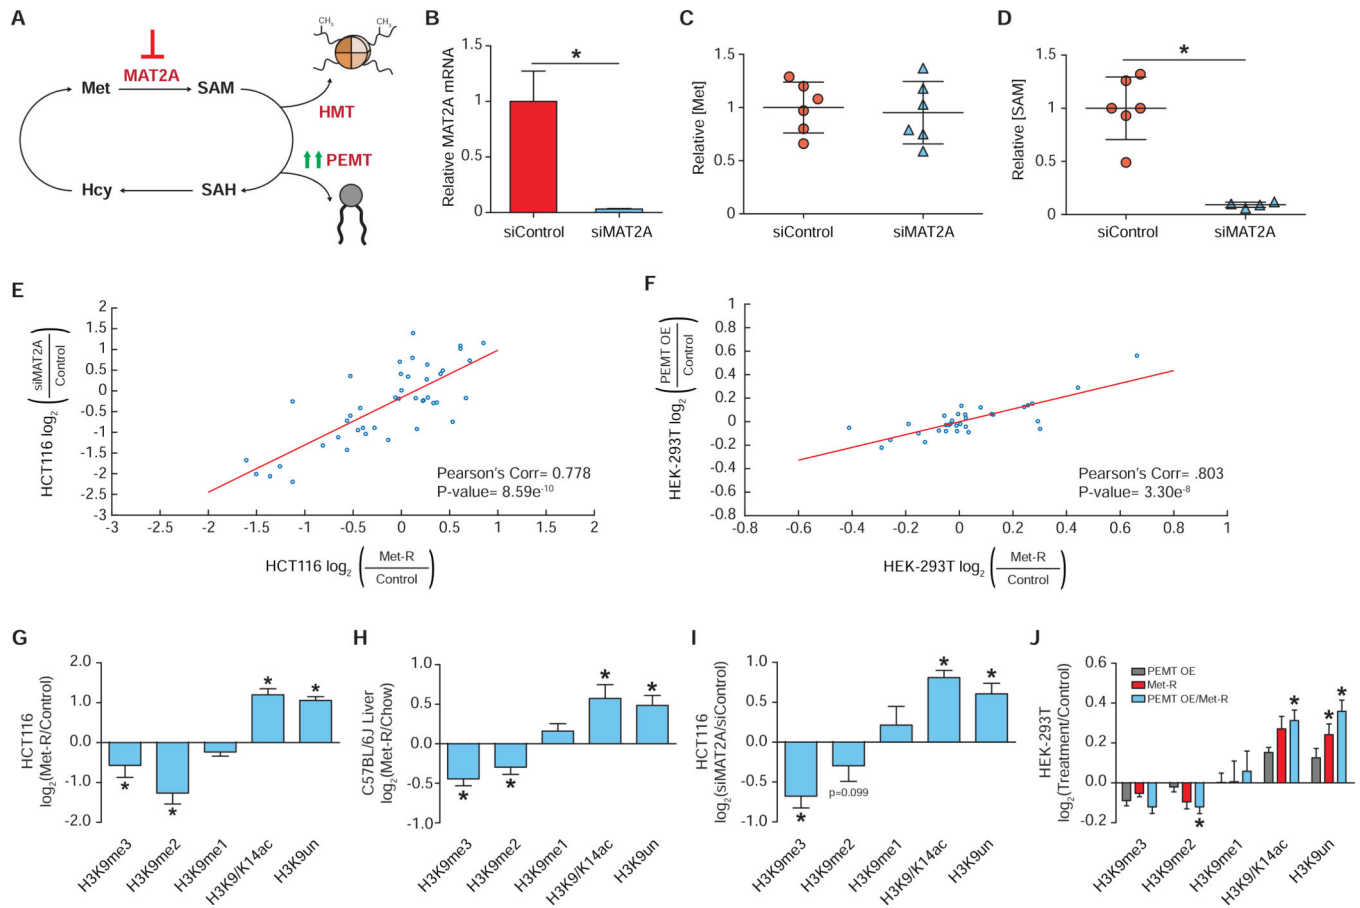 A
CH3
CH3
MAT2A
Met
SAM
HMT
PEMT
Hcy
SAH
B
Relative MAT2A mRNA
1.5
1
0.5
0
*
siControl
siMAT2A
C
Relative [Met]
1.5
1
0.5
0
siControl
siMAT2A
D
Relative [SAM]
1.5
1.0
0.5
0
*
siControl
siMAT2A
E
HCT116 log2 (siMAT2A/Control)
2
1.5
1
0.5
0
-0.5
-1
-1.5
-2
-2.5
-3
Pearson's Corr= 0.778
P-value= 8.59e-10
-3 -2.5 -2 -1.5 -1 -0.5 0 0.5 1 1.5 2
HCT116 log2 (Met-R/Control)
F
HEK-293T log2 (PEMT OE/Control)
1
0.8
0.6
0.4
0.2
0
-0.2
-0.4
-0.6
-0.8
Pearson's Corr= .803
P-value= 3.30e-8
-0.8 -0.6 -0.4 -0.2 0 0.2 0.4 0.6 0.8 1
HEK-293T log2 (Met-R/Control)
G
HCT116
log2(Met-R/Control)
2.0
1.0
0.0
-1.0
-2.0
* * * *
H3K9me3
H3K9me2
H3K9me1
H3K9/K14ac
H3K9un
H
C57BL/6J Liver
log2(Met-R/Chow)
1.0
0.5
0.0
-0.5
-1.0
* * * *
H3K9me3
H3K9me2
H3K9me1
H3K9/K14ac
H3K9un
I
HCT116
log2(siMAT2A/siControl)
1.0
0.5
0.0
-0.5
-1.0
p=0.099
* * *
H3K9me3
H3K9me2
H3K9me1
H3K9/K14ac
H3K9un
J
HEK-293T
log2(Treatment/Control)
0.6
0.4
0.2
0.0
-0.2
PEMT OE
Met-R
PEMT OE/Met-R
* * * *
H3K9me3
H3K9me2
H3K9me1
H3K9/K14ac
H3K9un